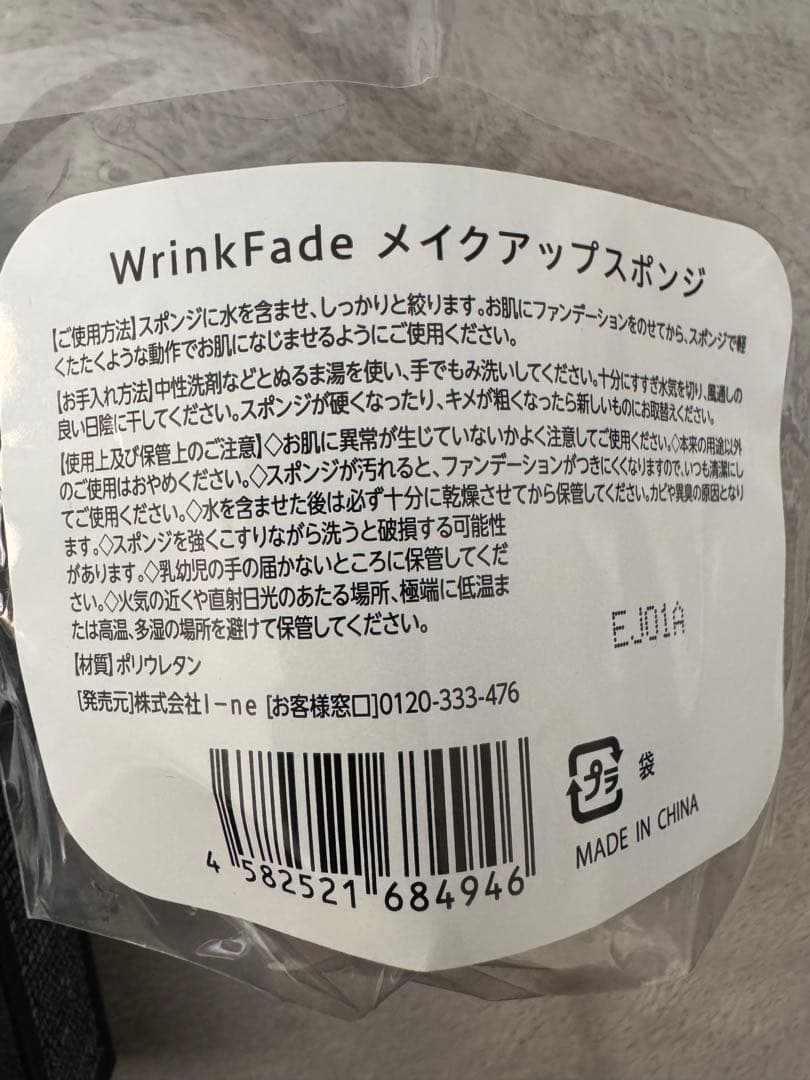 WrinkFade メイクアップスポンジ
【ご使用方法】スポンジに水を含ませ、しっかりと絞ります。お肌にファンデーションをのせてから、スポンジで軽
くたたくような動作でお肌になじませるようにご使用ください。
【お手入れ方法】中性洗剤などとぬるま湯を使い、手でもみ洗いしてください。十分にすすぎ水気を切り、風通しの
良い日陰に干してください。スポンジが硬くなったり、キメが粗くなったら新しいものにお取替えください。
【使用上及び保管上のご注意】◇お肌に異常が生じていないかよく注意してご使用ください。◇本来の用途以外
のご使用はおやめください。◇スポンジが汚れると、ファンデーションがつきにくくなりますので、いつも清潔にし
てご使用ください。◇水を含ませた後は必ず十分に乾燥させてから保管してください。カビや異臭の原因となり
ます。◇スポンジを強くこすりながら洗うと破損する可能性
があります。◇乳幼児の手の届かないところに保管してくだ
さい。◇火気の近くや直射日光のあたる場所、極端に低温ま
たは高温、多湿の場所を避けて保管してください。
EJ01A
【材質】ポリウレタン
[発売元]株式会社I-ne [お客様窓口]0120-333-476
プラ 袋
MADE IN CHINA
4 582521 684946